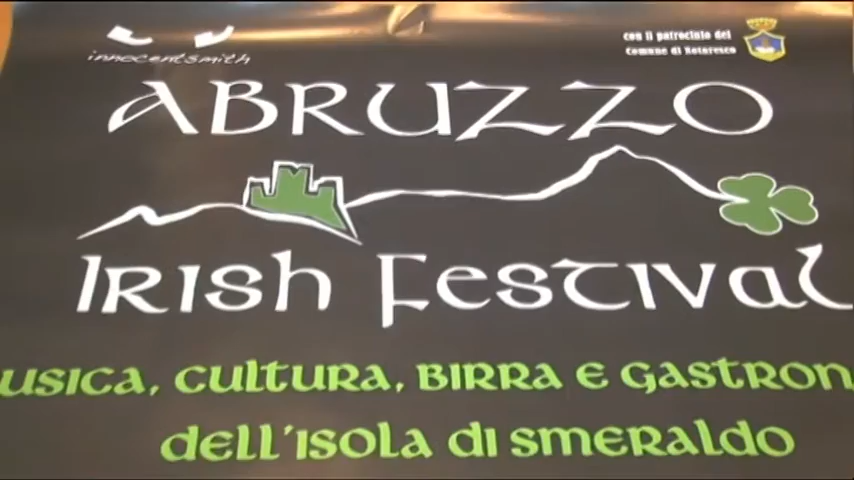 innocentsmith
con il patrocinio del
Comune di Notaresco
ABRUZZO
IRISH FESTIVAL
USICA, CULTURA, BIRRA E GASTRON
DELL'ISOLA DI SMERALDO